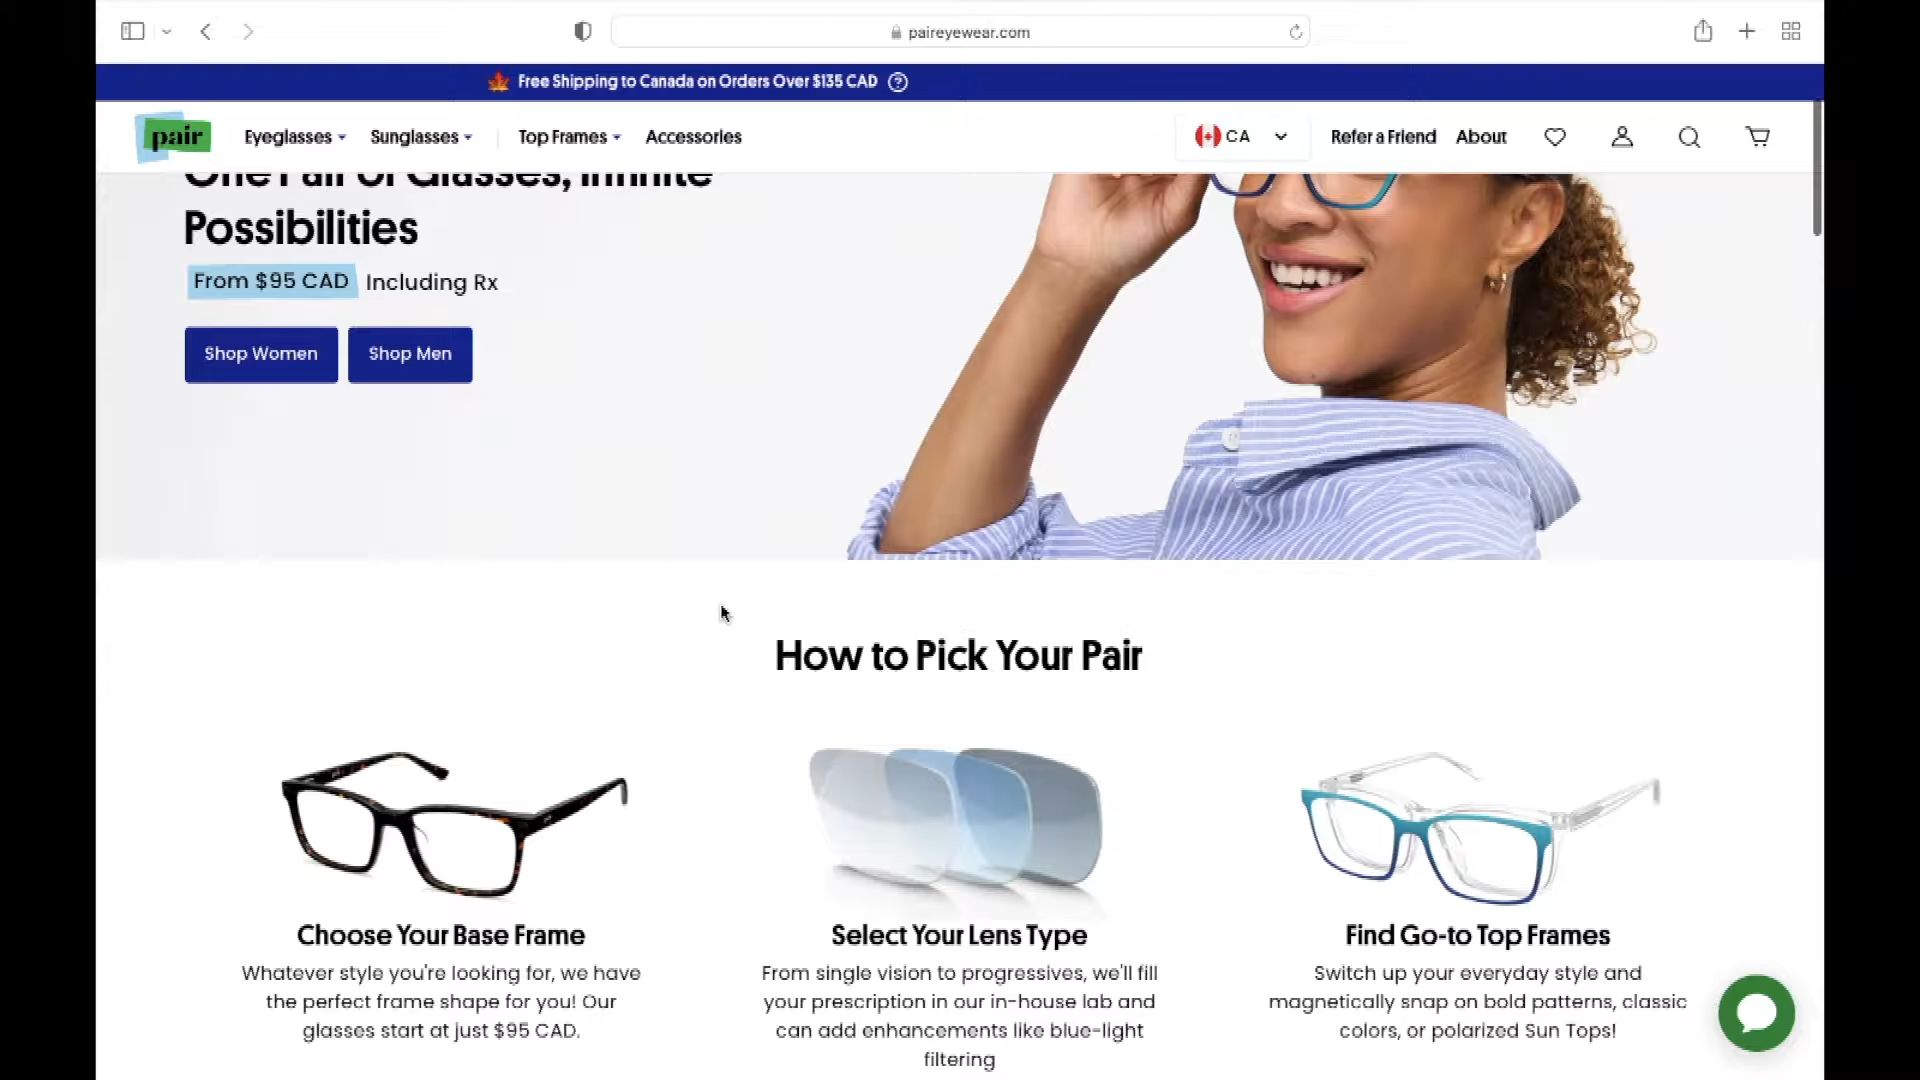 paireyewear.com
Free Shipping to Canada on Orders Over $135 CAD ?
pair
Eyeglasses
Sunglasses
Top Frames
Accessories
CA
Refer a Friend
About
One Pair of Glasses, Infinite
Possibilities
From $95 CAD Including Rx
Shop Women
Shop Men
How to Pick Your Pair
Choose Your Base Frame
Whatever style you're looking for, we have
the perfect frame shape for you! Our
glasses start at just $95 CAD.
Select Your Lens Type
From single vision to progressives, we'll fill
your prescription in our in-house lab and
can add enhancements like blue-light
filtering
Find Go-to Top Frames
Switch up your everyday style and
magnetically snap on bold patterns, classic
colors, or polarized Sun Tops!